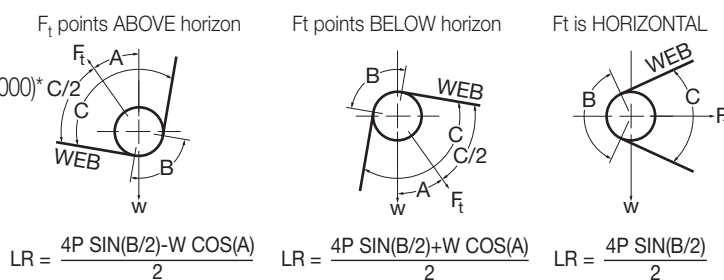 Ft points ABOVE horizon
Ft
A
000)* C/2
C
WEB
B
w
LR = 4P SIN(B/2)-W COS(A)
2
Ft points BELOW horizon
B
WEB
C
C/2
A
Ft
w
LR = 4P SIN(B/2)+W COS(A)
2
Ft is HORIZONTAL
WEB
B
C
F
w
LR = 4P SIN(B/2)
2